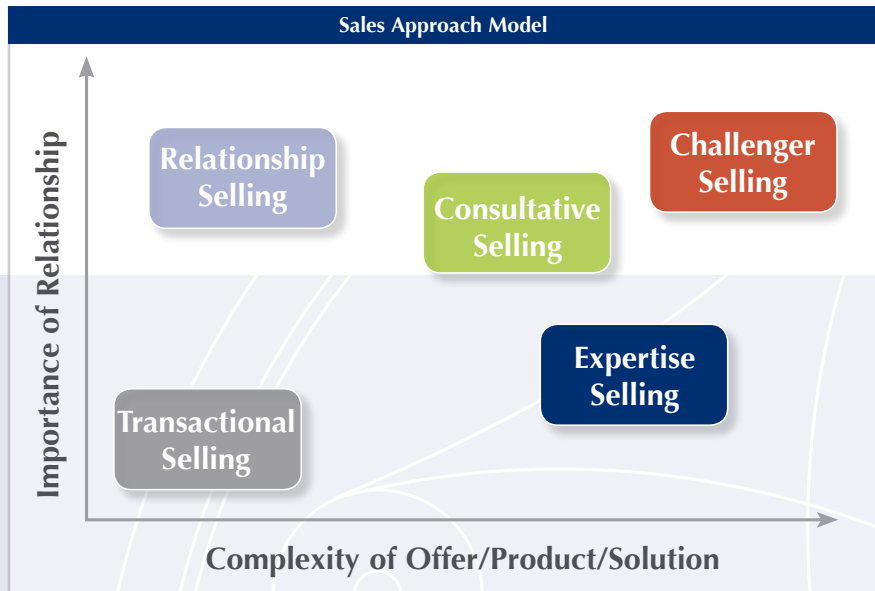 Sales Approach Model
Importance of Relationship
Relationship
Selling
Consultative
Selling
Challenger
Selling
Expertise
Selling
Transactional
Selling
Complexity of Offer/Product/Solution